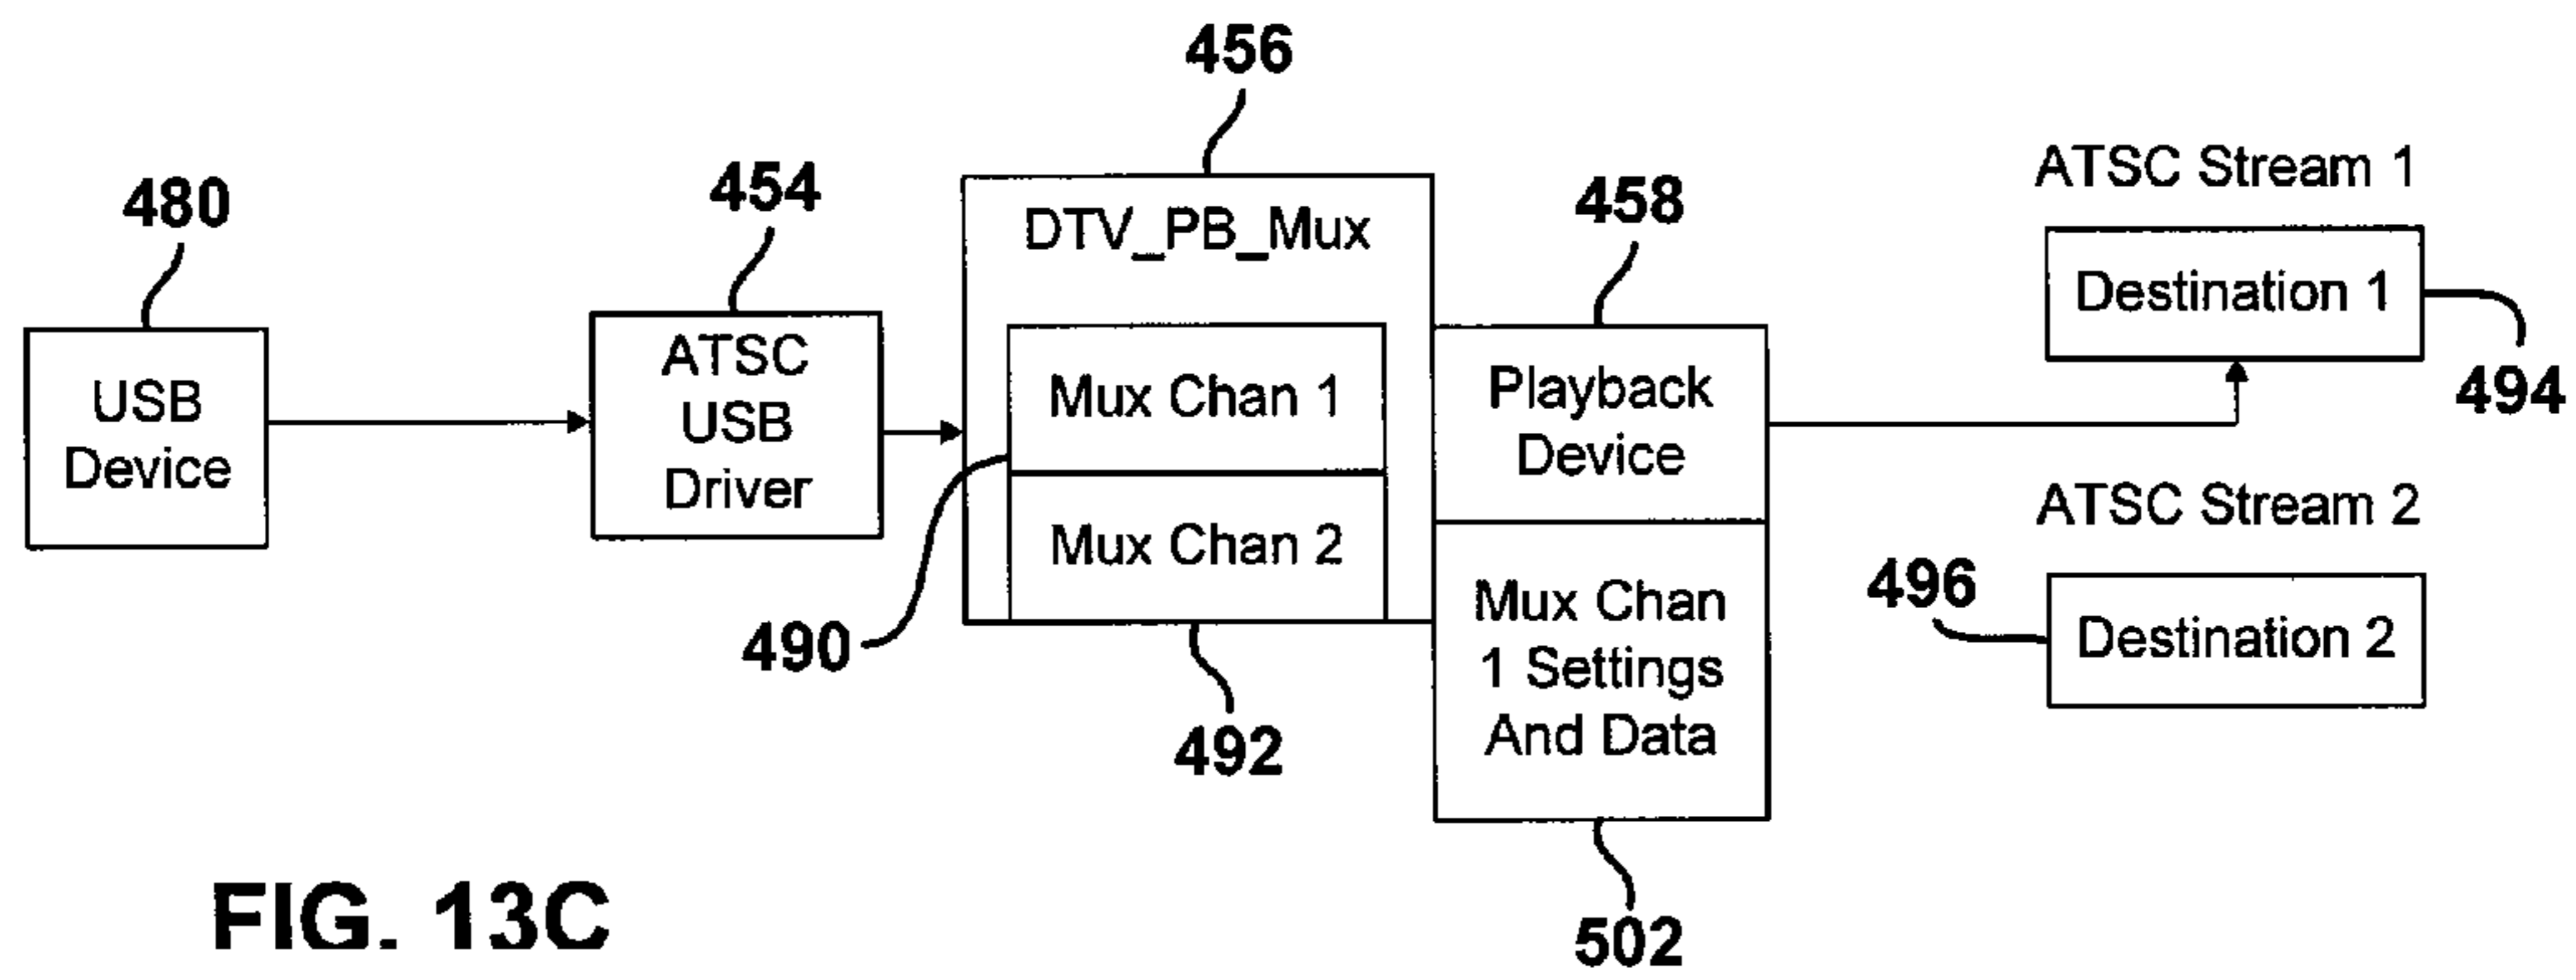 456
480
454
DTV_PB_Mux
458
ATSC Stream 1
USB
Device
ATSC
USB
Driver
Mux Chan 1
Mux Chan 2
490
492
Playback
Device
Mux Chan
1 Settings
And Data
502
Destination 1
494
ATSC Stream 2
496
Destination 2
FIG. 13C